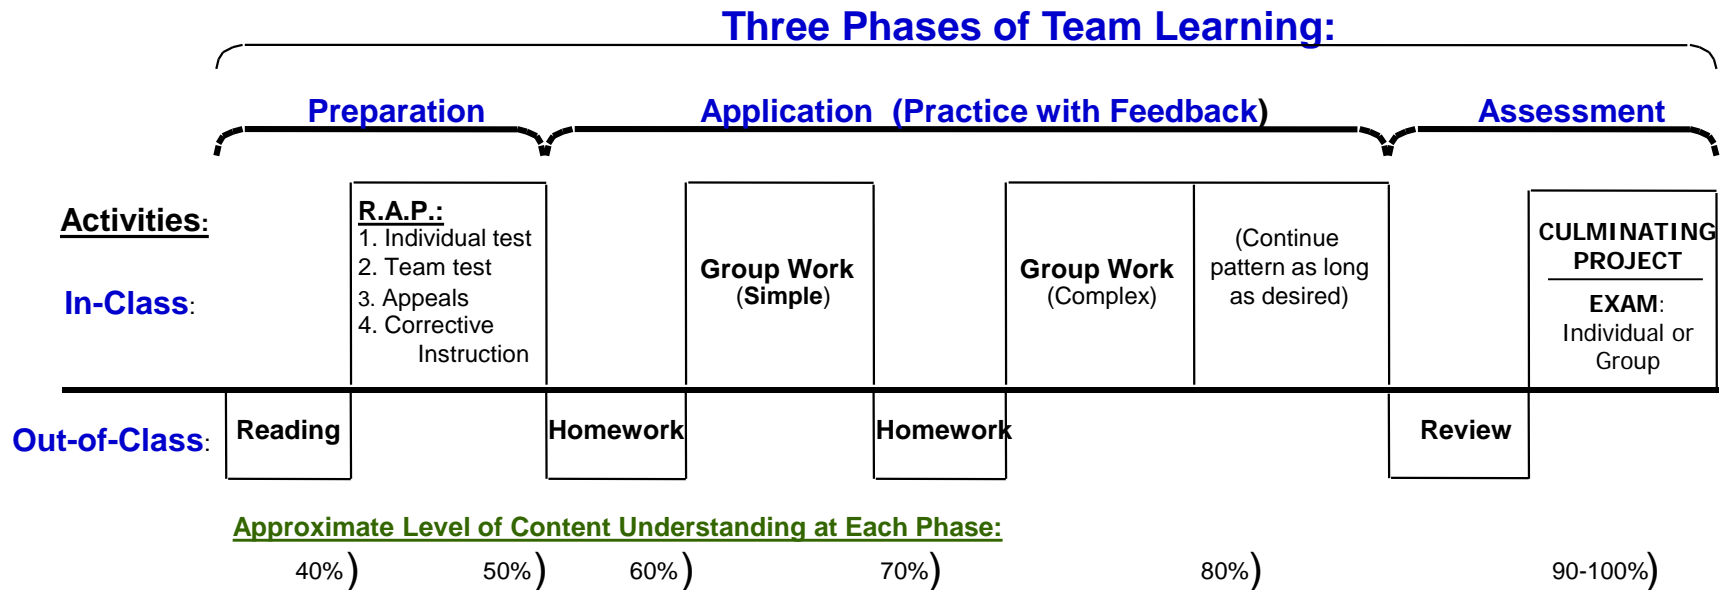 Three Phases of Team Learning:
Preparation
Application (Practice with Feedback)
Assessment
Activities:
In-Class:
R.A.P.:
1. Individual test
2. Team test
3. Appeals
4. Corrective
Instruction
Group Work
(Simple)
Group Work
(Complex)
(Continue
pattern as long
as desired)
CULMINATING
PROJECT
EXAM:
Individual or
Group
Out-of-Class:
Reading
Homework
Homework
Review
Approximate Level of Content Understanding at Each Phase:
40%) 50%) 60%) 70%) 80%) 90-100%)